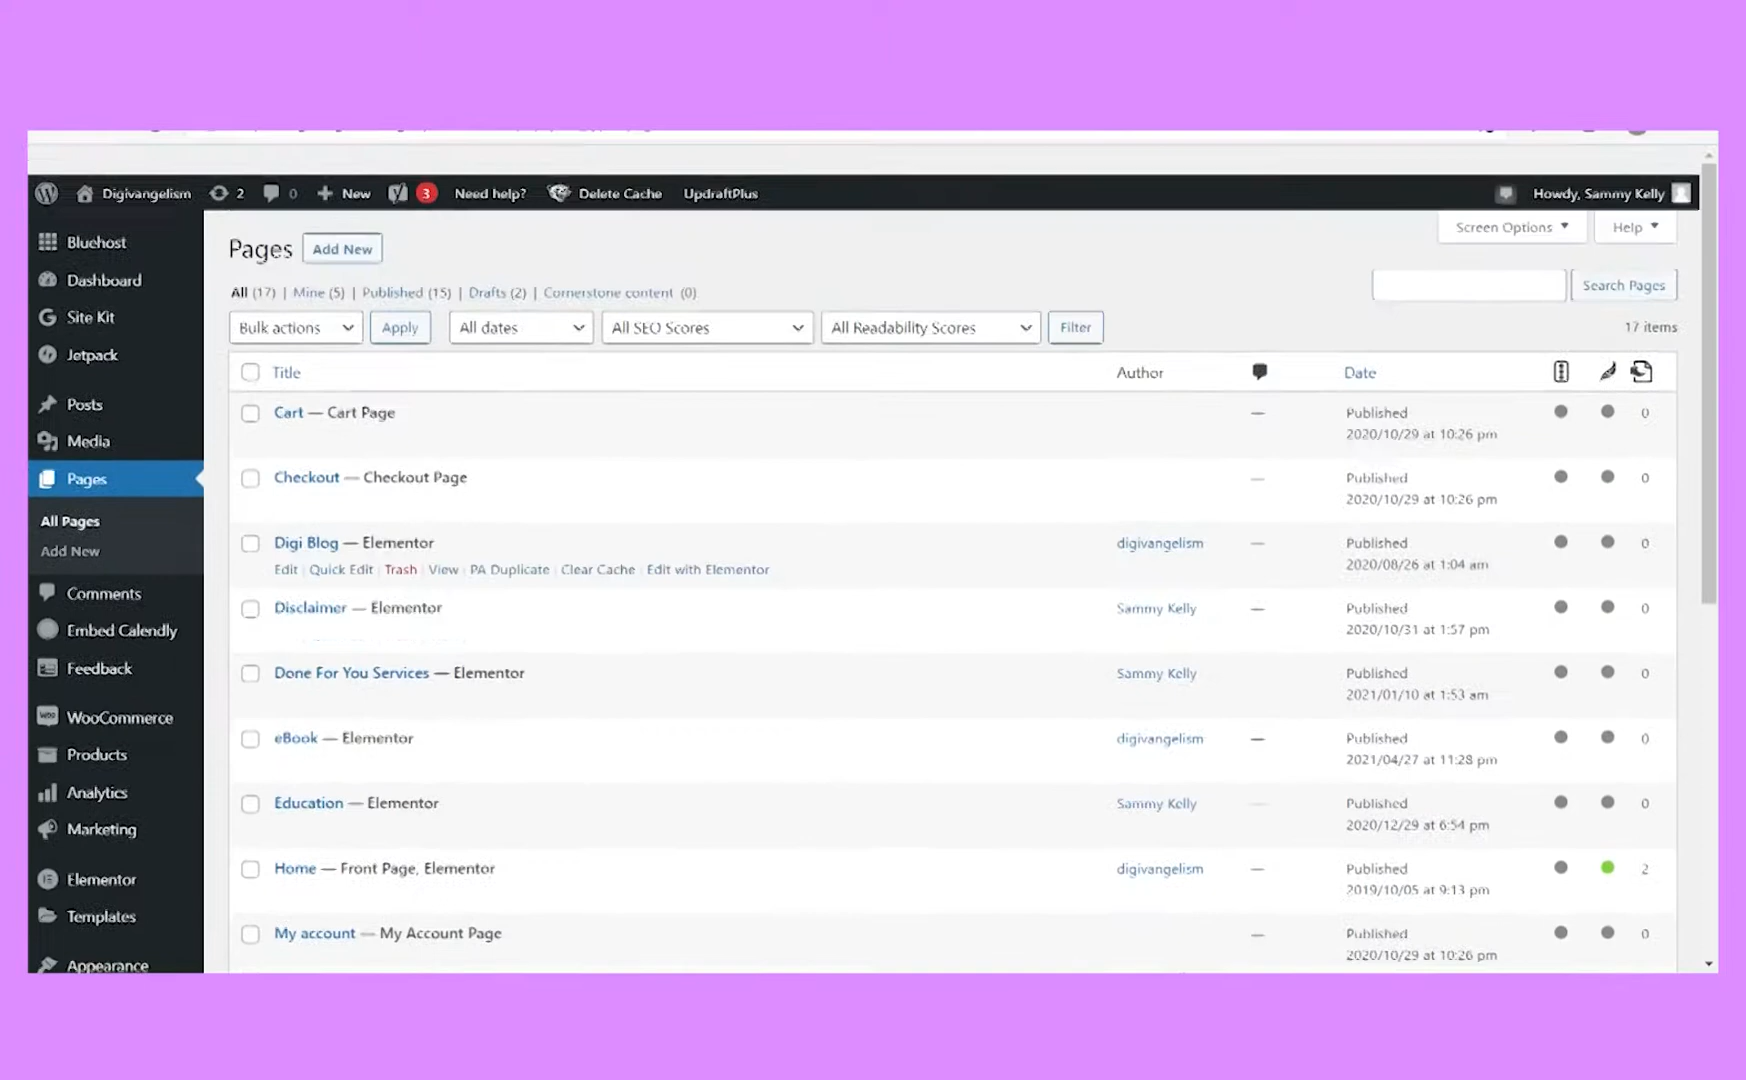 Digivangelism 2 0 New 3 Need help? Delete Cache UpdraftPlus Howdy, Sammy Kelly
Bluehost
Dashboard
Site Kit
Jetpack
Posts
Media
Pages
All Pages
Add New
Comments
Embed Calendly
Feedback
WooCommerce
Products
Analytics
Marketing
Elementor
Templates
Appearance
Screen Options Help
Pages Add New
All (17) | Mine (5) | Published (15) | Drafts (2) | Cornerstone content (0)
Search Pages
Bulk actions Apply All dates All SEO Scores All Readability Scores Filter 17 items
Title Author Date
Cart — Cart Page — Published 0
2020/10/29 at 10:26 pm
Checkout — Checkout Page — Published 0
2020/10/29 at 10:26 pm
Digi Blog — Elementor digivangelism — Published 0
Edit | Quick Edit | Trash | View | PA Duplicate | Clear Cache | Edit with Elementor 2020/08/26 at 1:04 am
Disclaimer — Elementor Sammy Kelly — Published 0
2020/10/31 at 1:57 pm
Done For You Services — Elementor Sammy Kelly Published 0
2021/01/10 at 1:53 am
eBook — Elementor digivangelism — Published 0
2021/04/27 at 11:28 pm
Education — Elementor Sammy Kelly — Published 0
2020/12/29 at 6:54 pm
Home — Front Page, Elementor digivangelism — Published 2
2019/10/05 at 9:13 pm
My account — My Account Page — Published 0
2020/10/29 at 10:26 pm